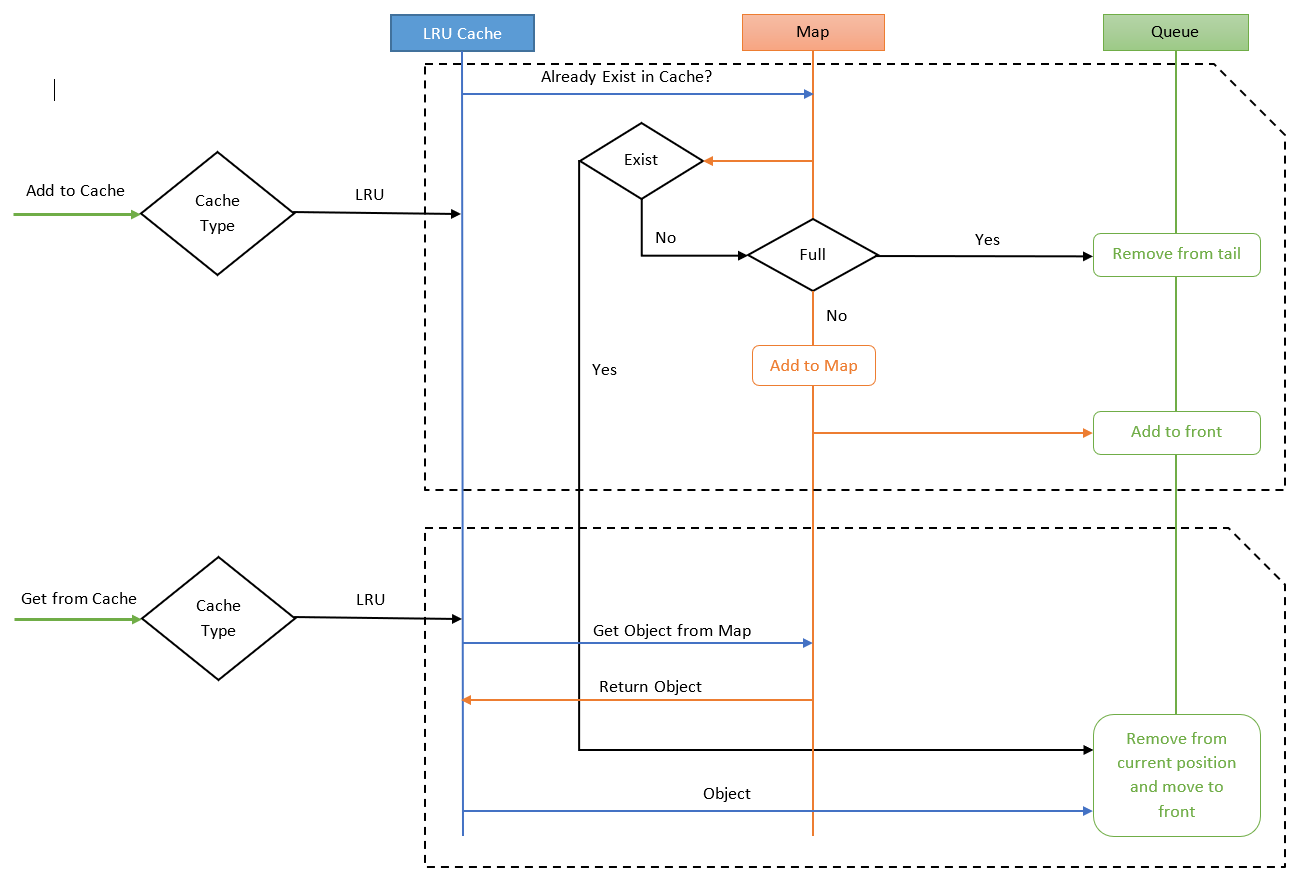 LRU Cache
Map
Queue
Already Exist in Cache?
Exist
Add to Cache
Cache
Type
LRU
No
Full
Yes
Remove from tail
No
Add to Map
Yes
Add to front
Get from Cache
Cache
Type
LRU
Get Object from Map
Return Object
Remove from
current position
and move to
front
Object